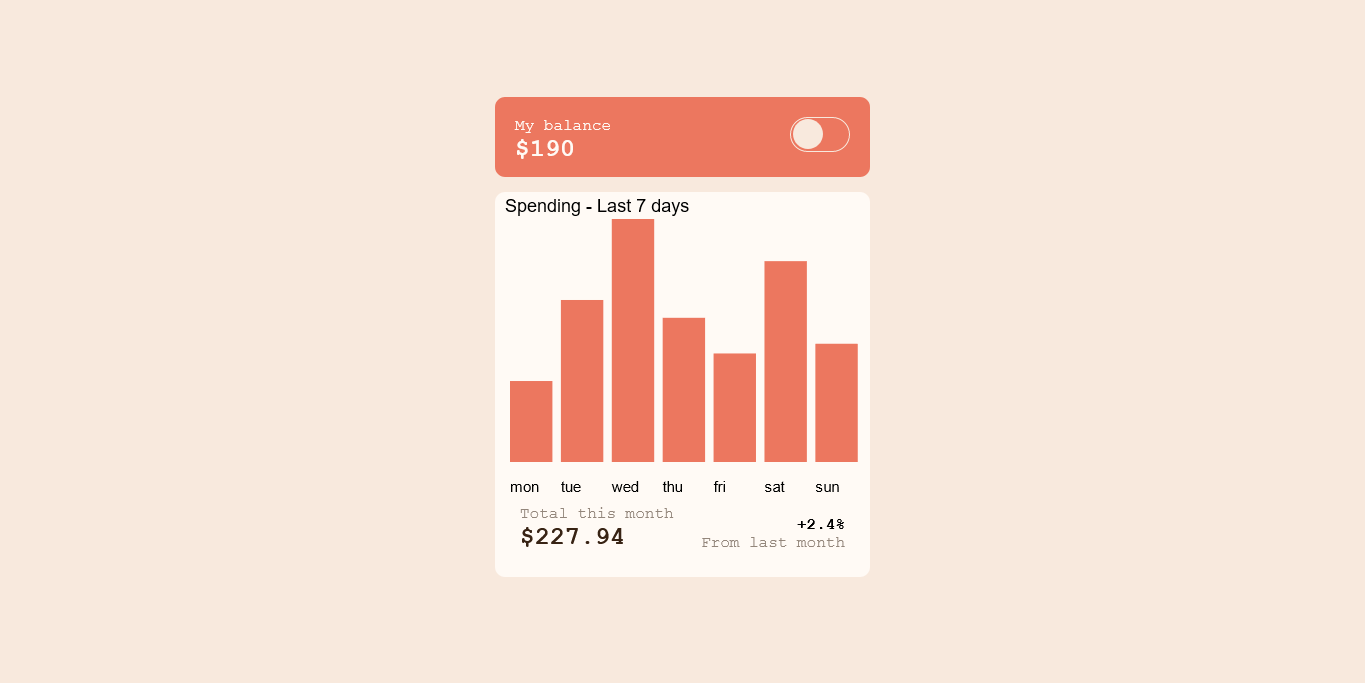 My balance
$190
Spending - Last 7 days
mon tue wed thu fri sat sun
Total this month
$227.94
+2.4%
From last month